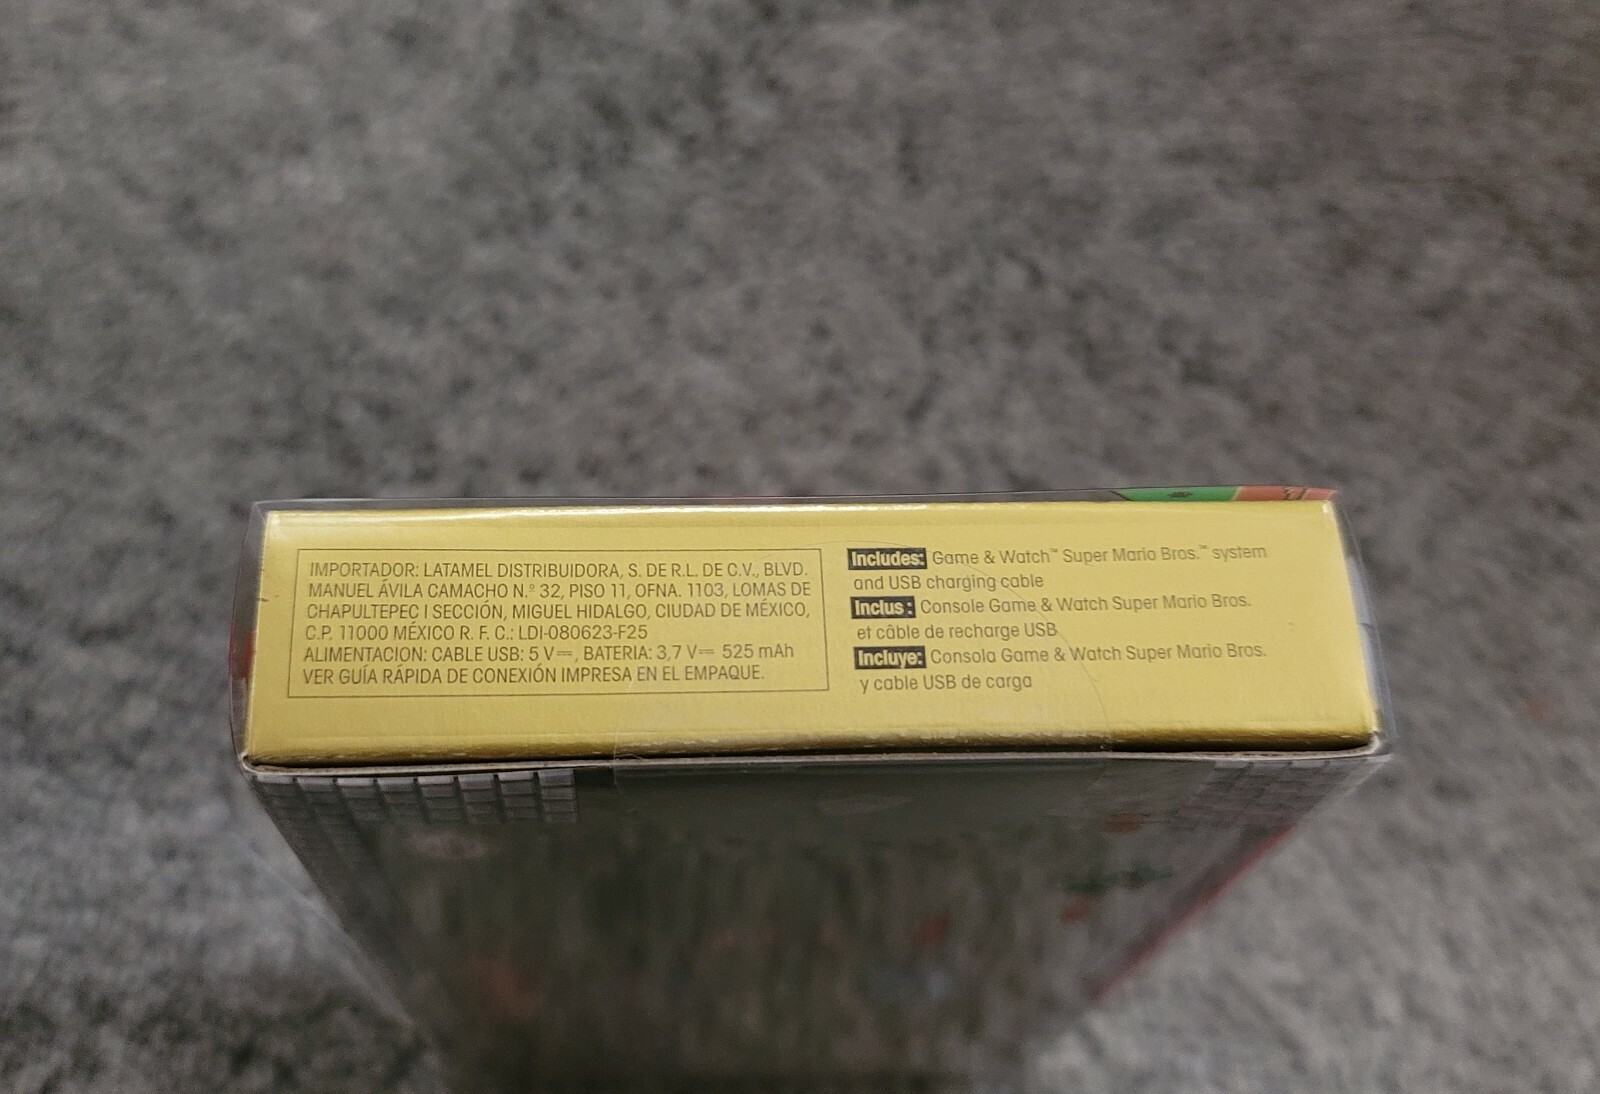 IMPORTADOR: LATAMEL DISTRIBUIDORA, S. DE R.L. DE C.V., BLVD.
MANUEL ÁVILA CAMACHO N.º 32, PISO 11, OFNA. 1103, LOMAS DE
CHAPULTEPEC I SECCIÓN, MIGUEL HIDALGO, CIUDAD DE MÉXICO,
C.P. 11000 MÉXICO R. F. C.: LDI-080623-F25
ALIMENTACION: CABLE USB: 5 V⎓, BATERIA: 3,7 V⎓ 525 mAh
VER GUÍA RÁPIDA DE CONEXIÓN IMPRESA EN EL EMPAQUE.
Includes: Game & Watch™ Super Mario Bros.™ system
and USB charging cable
Inclus : Console Game & Watch Super Mario Bros.
et câble de recharge USB
Incluye: Consola Game & Watch Super Mario Bros.
y cable USB de carga